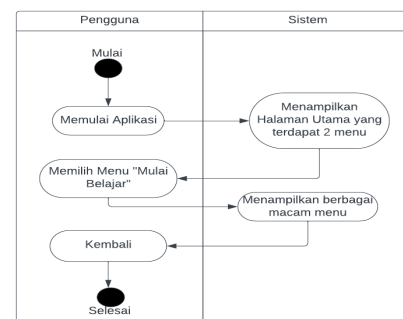 Pengguna
Sistem
Mulai
Memulai Aplikasi
Menampilkan
Halaman Utama yang
terdapat 2 menu
Memilih Menu "Mulai
Belajar"
Menampilkan berbagai
macam menu
Kembali
Selesai